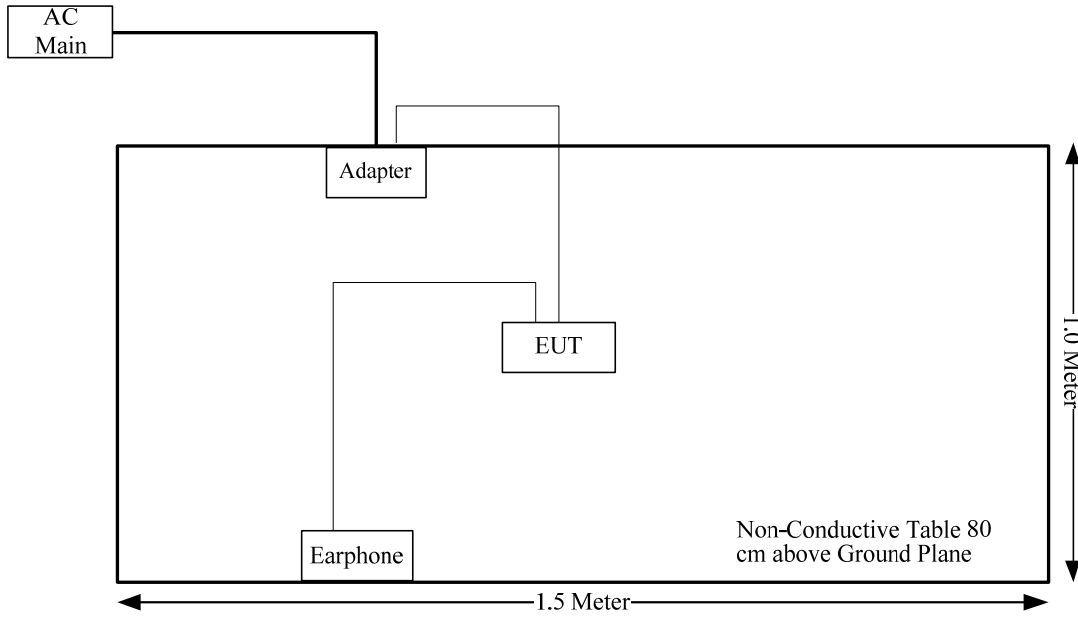 AC
Main
Adapter
EUT
1.0 Meter
Non-Conductive Table 80
cm above Ground Plane
Earphone
1.5 Meter